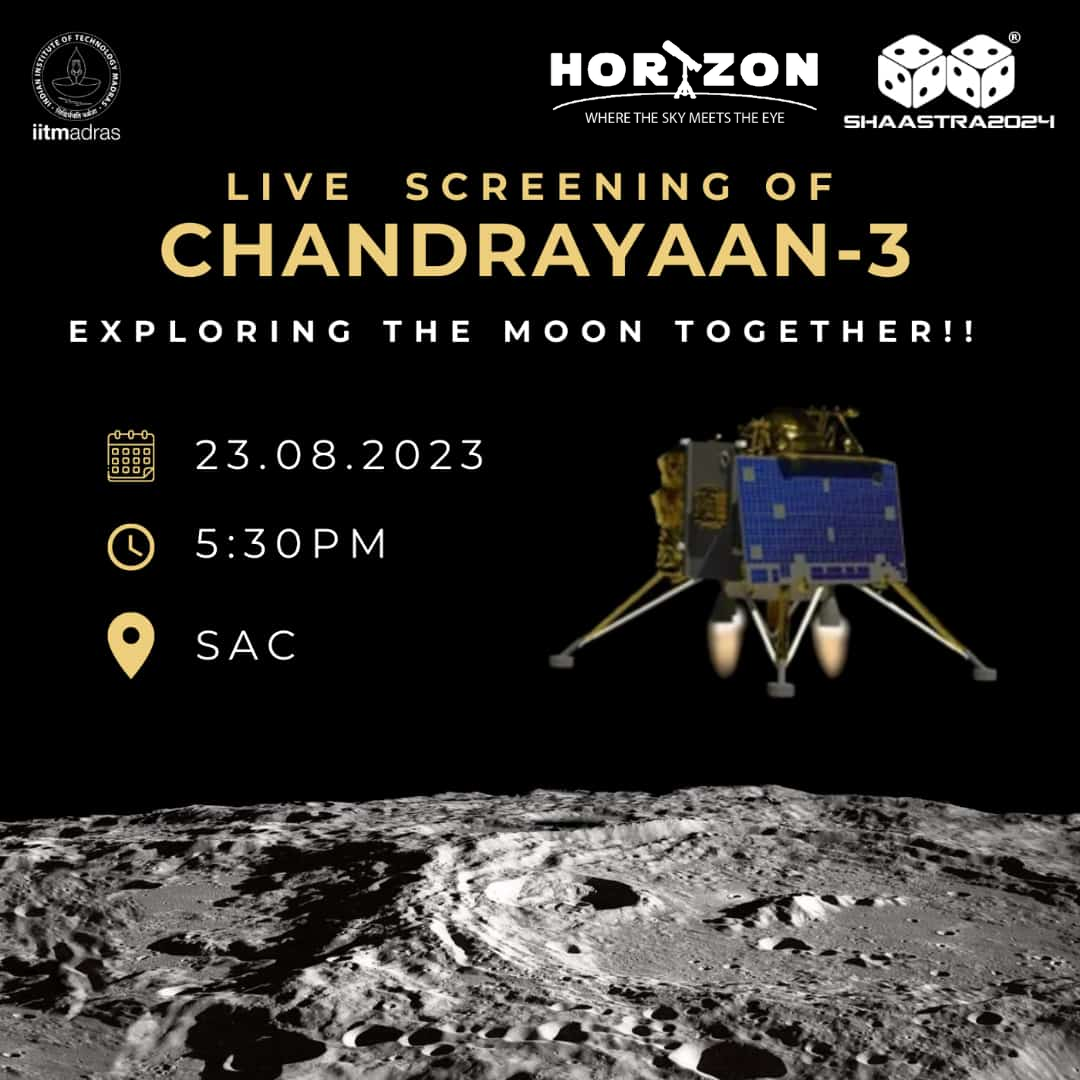 INDIAN INSTITUTE OF TECHNOLOGY MADRAS
iitmadras
HORIZON
WHERE THE SKY MEETS THE EYE
®
SHAASTRA2024
LIVE SCREENING OF
CHANDRAYAAN-3
EXPLORING THE MOON TOGETHER!!
23.08.2023
5:30PM
SAC